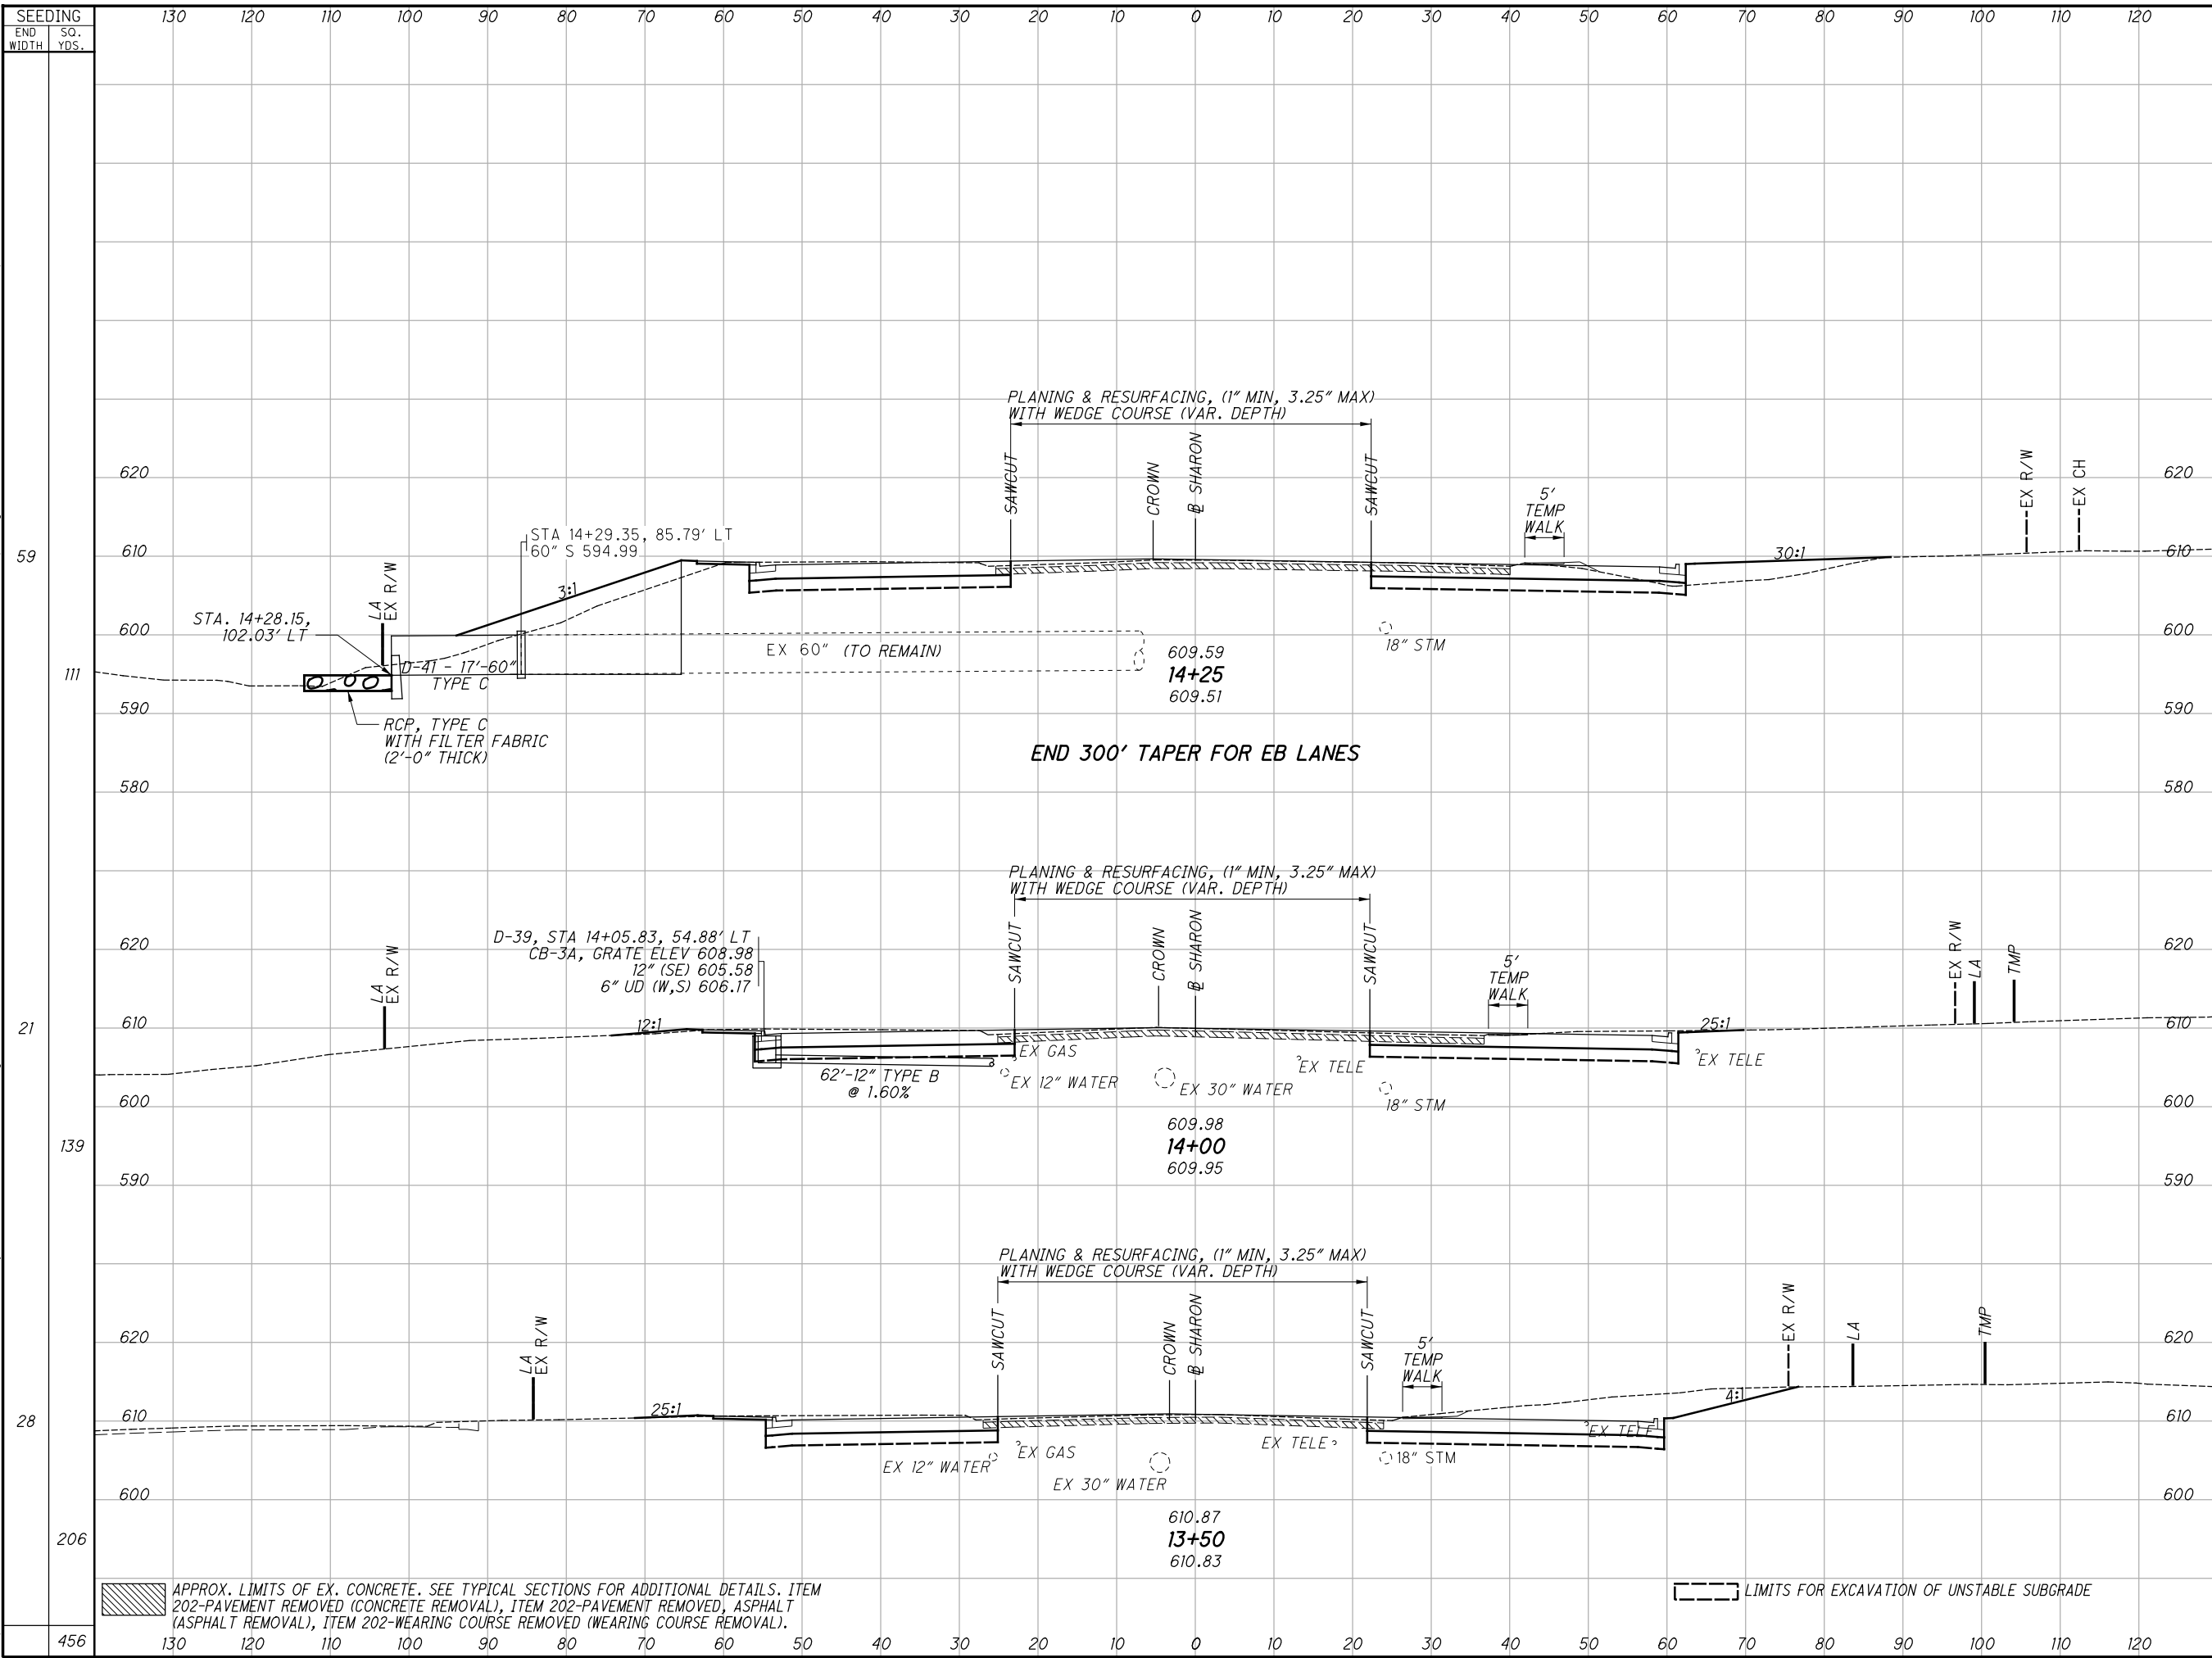 SEEDING
END WIDTH
SQ. YDS.
130 120 110 100 90 80 70 60 50 40 30 20 10 0 10 20 30 40 50 60 70 80 90 100 110 120
PLANING & RESURFACING, (1" MIN, 3.25" MAX)
WITH WEDGE COURSE (VAR. DEPTH)
SAWCUT
CROWN
℄ SHARON
SAWCUT
5'
TEMP
WALK
EX R/W
EX CH
620 620
STA 14+29.35, 85.79' LT
60" S 594.99
59
610 610
30:1
3:1
LA
EX R/W
STA. 14+28.15,
102.03' LT
600 600
EX 60" (TO REMAIN)
18" STM
111
D-41 - 17'-60"
TYPE C
609.59
14+25
609.51
590 590
RCP, TYPE C
WITH FILTER FABRIC
(2'-0" THICK)
END 300' TAPER FOR EB LANES
580 580
PLANING & RESURFACING, (1" MIN, 3.25" MAX)
WITH WEDGE COURSE (VAR. DEPTH)
D-39, STA 14+05.83, 54.88' LT
CB-3A, GRATE ELEV 608.98
12" (SE) 605.58
6" UD (W,S) 606.17
SAWCUT
CROWN
℄ SHARON
SAWCUT
5'
TEMP
WALK
EX R/W
LA
TMP
620 620
LA
EX R/W
21
610 610
12:1
25:1
EX GAS
EX TELE
EX TELE
62'-12" TYPE B
@ 1.60%
EX 12" WATER
EX 30" WATER
18" STM
600 600
609.98
14+00
609.95
139
590 590
PLANING & RESURFACING, (1" MIN, 3.25" MAX)
WITH WEDGE COURSE (VAR. DEPTH)
LA
EX R/W
SAWCUT
CROWN
℄ SHARON
SAWCUT
5'
TEMP
WALK
EX R/W
LA
TMP
620 620
28
610 610
25:1
4:1
EX TELE
EX GAS
EX TELE
EX 12" WATER
EX 30" WATER
18" STM
600 600
610.87
13+50
610.83
206
APPROX. LIMITS OF EX. CONCRETE. SEE TYPICAL SECTIONS FOR ADDITIONAL DETAILS. ITEM
202-PAVEMENT REMOVED (CONCRETE REMOVAL), ITEM 202-PAVEMENT REMOVED, ASPHALT
(ASPHALT REMOVAL), ITEM 202-WEARING COURSE REMOVED (WEARING COURSE REMOVAL).
LIMITS FOR EXCAVATION OF UNSTABLE SUBGRADE
456
130 120 110 100 90 80 70 60 50 40 30 20 10 0 10 20 30 40 50 60 70 80 90 100 110 120